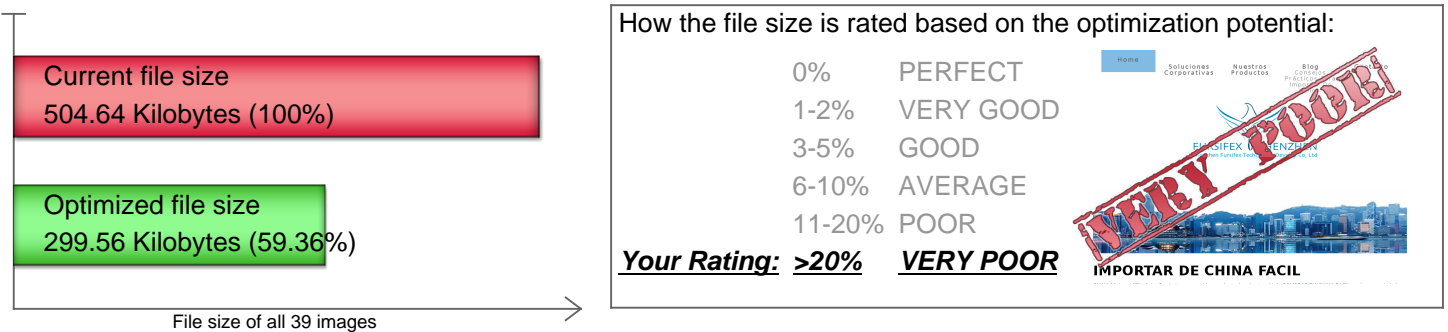 Current file size
504.64 Kilobytes (100%)
Optimized file size
299.56 Kilobytes (59.36%)
File size of all 39 images
How the file size is rated based on the optimization potential:
0% PERFECT
1-2% VERY GOOD
3-5% GOOD
6-10% AVERAGE
11-20% POOR
Your Rating: >20% VERY POOR
Home
Soluciones
Corporativas
Nuestros
Productos
Blog
Consejos
VERY POOR
IMPORTAR DE CHINA FACIL